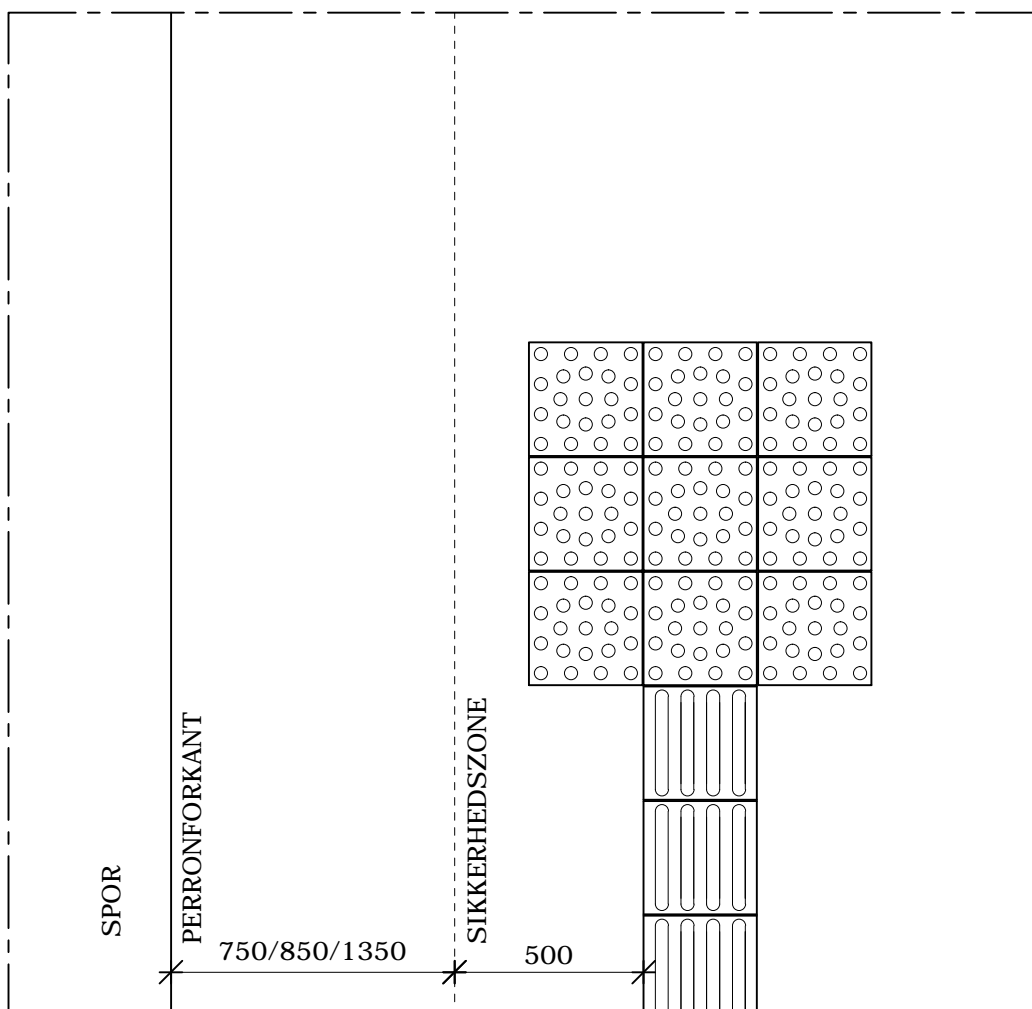 SPOR
PERRONFORKANT
SIKKERHEDSZONE
750/850/1350
500